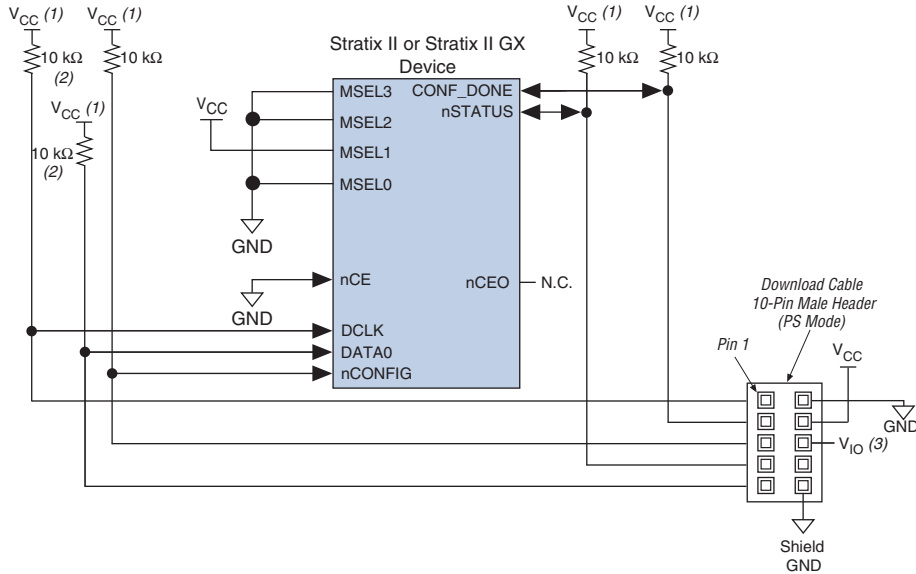 VCC (1)
VCC (1)
10 kΩ
(2)
10 kΩ
VCC (1)
10 kΩ
(2)
Stratix II or Stratix II GX
Device
VCC (1)
VCC (1)
10 kΩ
10 kΩ
VCC
MSEL3
MSEL2
MSEL1
MSEL0
CONF_DONE
nSTATUS
GND
nCE
GND
nCEO
N.C.
DCLK
DATA0
nCONFIG
Download Cable
10-Pin Male Header
(PS Mode)
Pin 1
VCC
GND
VIO (3)
Shield
GND